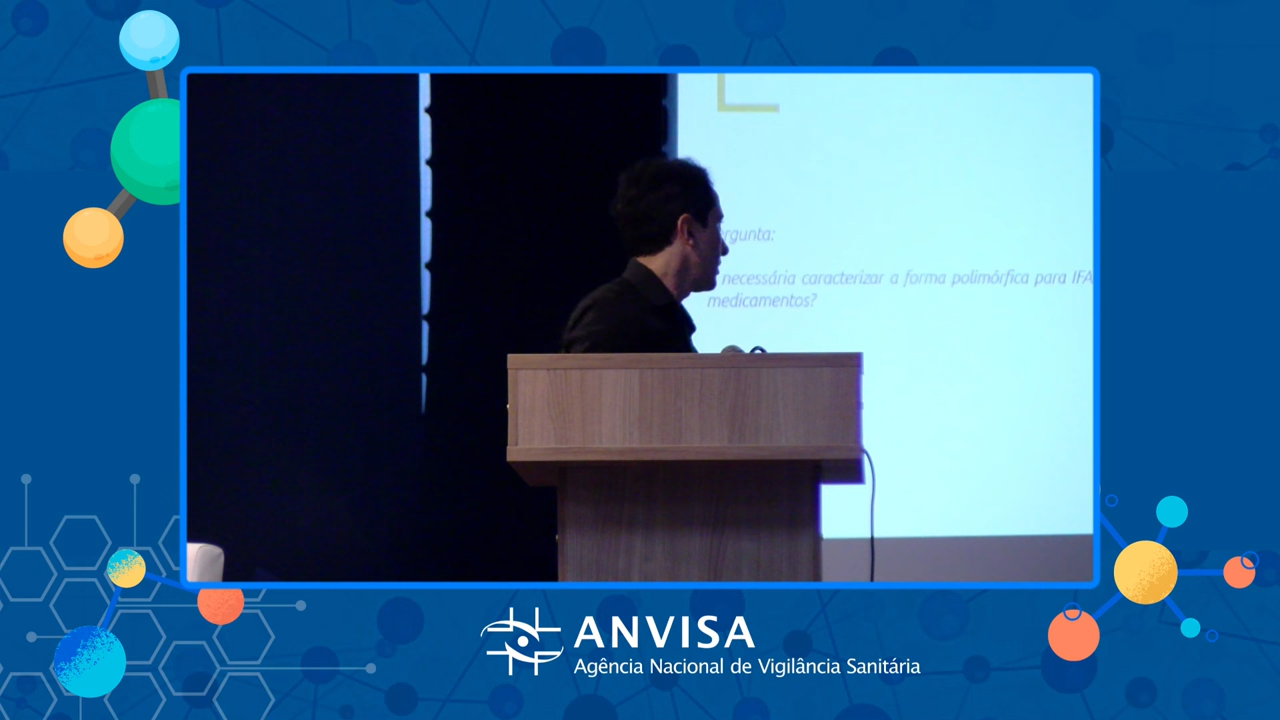 rgunta:
necessária caracterizar a forma polimórfica para IFA
medicamentos?
ANVISA
Agência Nacional de Vigilância Sanitária